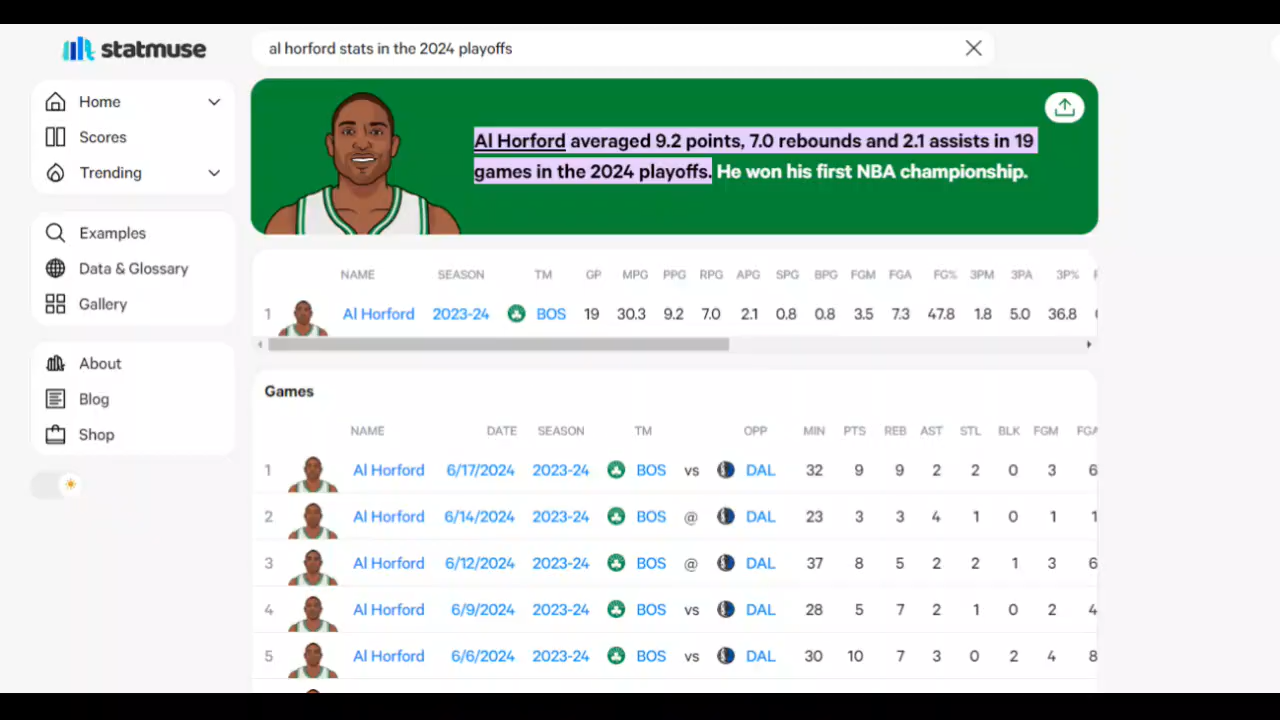 statmuse
al horford stats in the 2024 playoffs
Home
Scores
Trending
Examples
Data & Glossary
Gallery
About
Blog
Shop
Al Horford averaged 9.2 points, 7.0 rebounds and 2.1 assists in 19
games in the 2024 playoffs. He won his first NBA championship.
NAME SEASON TM GP MPG PPG RPG APG SPG BPG FGM FGA FG% 3PM 3PA 3P%
1 Al Horford 2023-24 BOS 19 30.3 9.2 7.0 2.1 0.8 0.8 3.5 7.3 47.8 1.8 5.0 36.8
Games
NAME DATE SEASON TM OPP MIN PTS REB AST STL BLK FGM FGA
1 Al Horford 6/17/2024 2023-24 BOS vs DAL 32 9 9 2 2 0 3 6
2 Al Horford 6/14/2024 2023-24 BOS @ DAL 23 3 3 4 1 0 1
3 Al Horford 6/12/2024 2023-24 BOS @ DAL 37 8 5 2 2 1 3 6
4 Al Horford 6/9/2024 2023-24 BOS vs DAL 28 5 7 2 1 0 2 4
5 Al Horford 6/6/2024 2023-24 BOS vs DAL 30 10 7 3 0 2 4 8